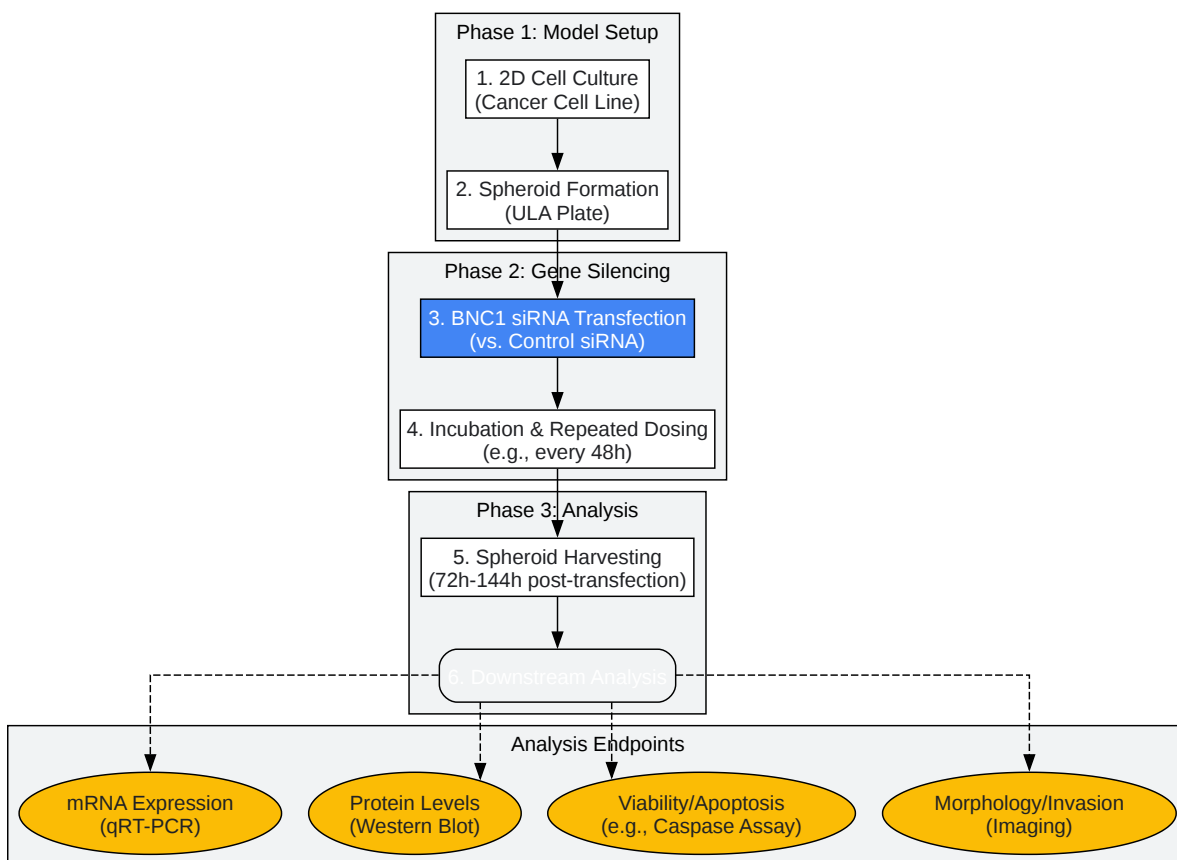 Phase 1: Model Setup
1. 2D Cell Culture
(Cancer Cell Line)
2. Spheroid Formation
(ULA Plate)
Phase 2: Gene Silencing
3. BNC1 siRNA Transfection
(vs. Control siRNA)
4. Incubation & Repeated Dosing
(e.g., every 48h)
Phase 3: Analysis
5. Spheroid Harvesting
(72h-144h post-transfection)
6. Downstream Analysis
Analysis Endpoints
mRNA Expression
(qRT-PCR)
Protein Levels
(Western Blot)
Viability/Apoptosis
(e.g., Caspase Assay)
Morphology/Invasion
(Imaging)